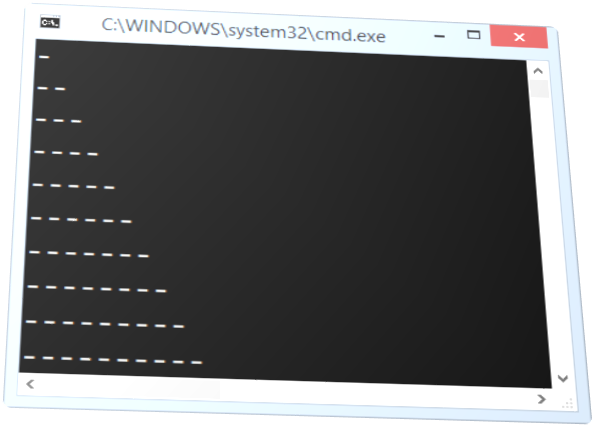 C:\WINDOWS\system32\cmd.exe
-
- -
- - -
- - - -
- - - - -
- - - - - -
- - - - - - -
- - - - - - - -
- - - - - - - - -
- - - - - - - - - -